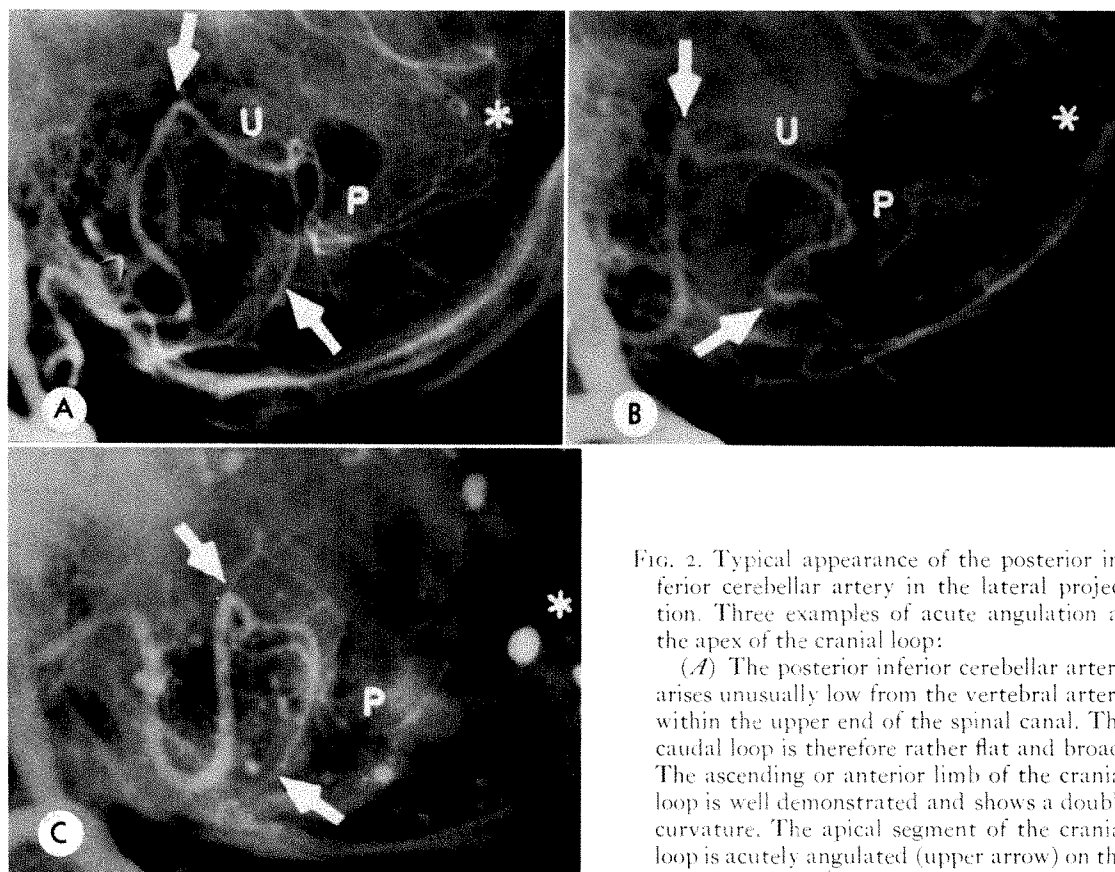 U
*
P
A
U
*
P
B
*
P
C
FIG. 2. Typical appearance of the posterior in-
ferior cerebellar artery in the lateral projec
tion. Three examples of acute angulation a
the apex of the cranial loop:
(A) The posterior inferior cerebellar arter
arises unusually low from the vertebral arter
within the upper end of the spinal canal. Th
caudal loop is therefore rather flat and broad
The ascending or anterior limb of the crania
loop is well demonstrated and shows a doubl
curvature. The apical segment of the crania
loop is acutely angulated (upper arrow) on th